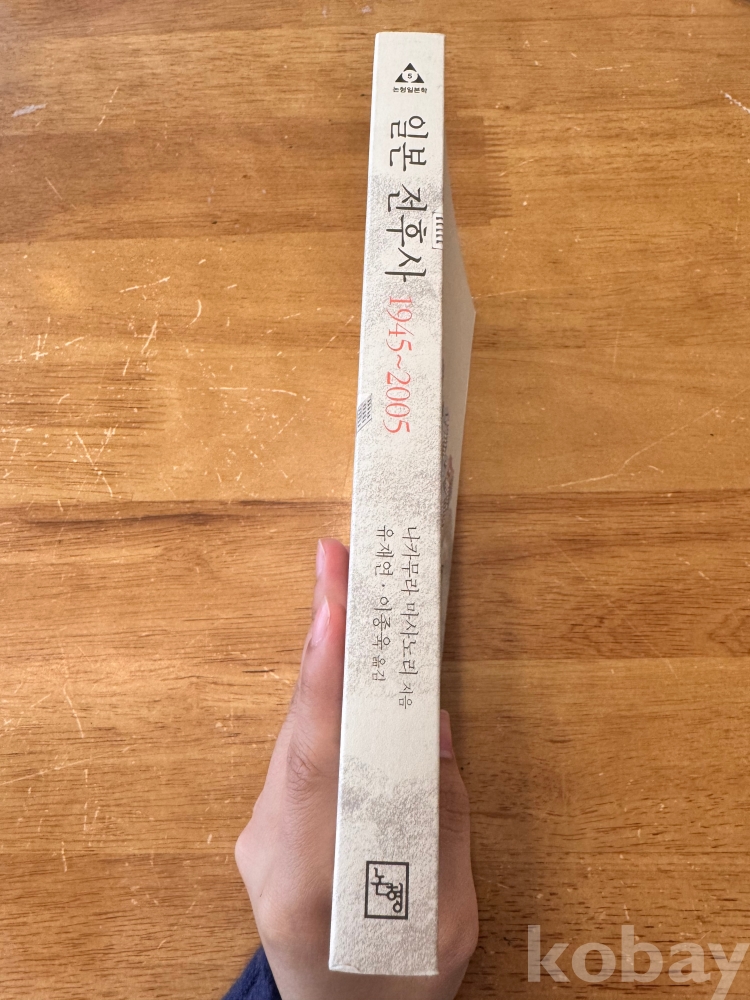 5
논형일본학
일본 전후사 1945~2005
나카무라 마사노리 지음
유재연·이종욱 옮김
논형
kobay